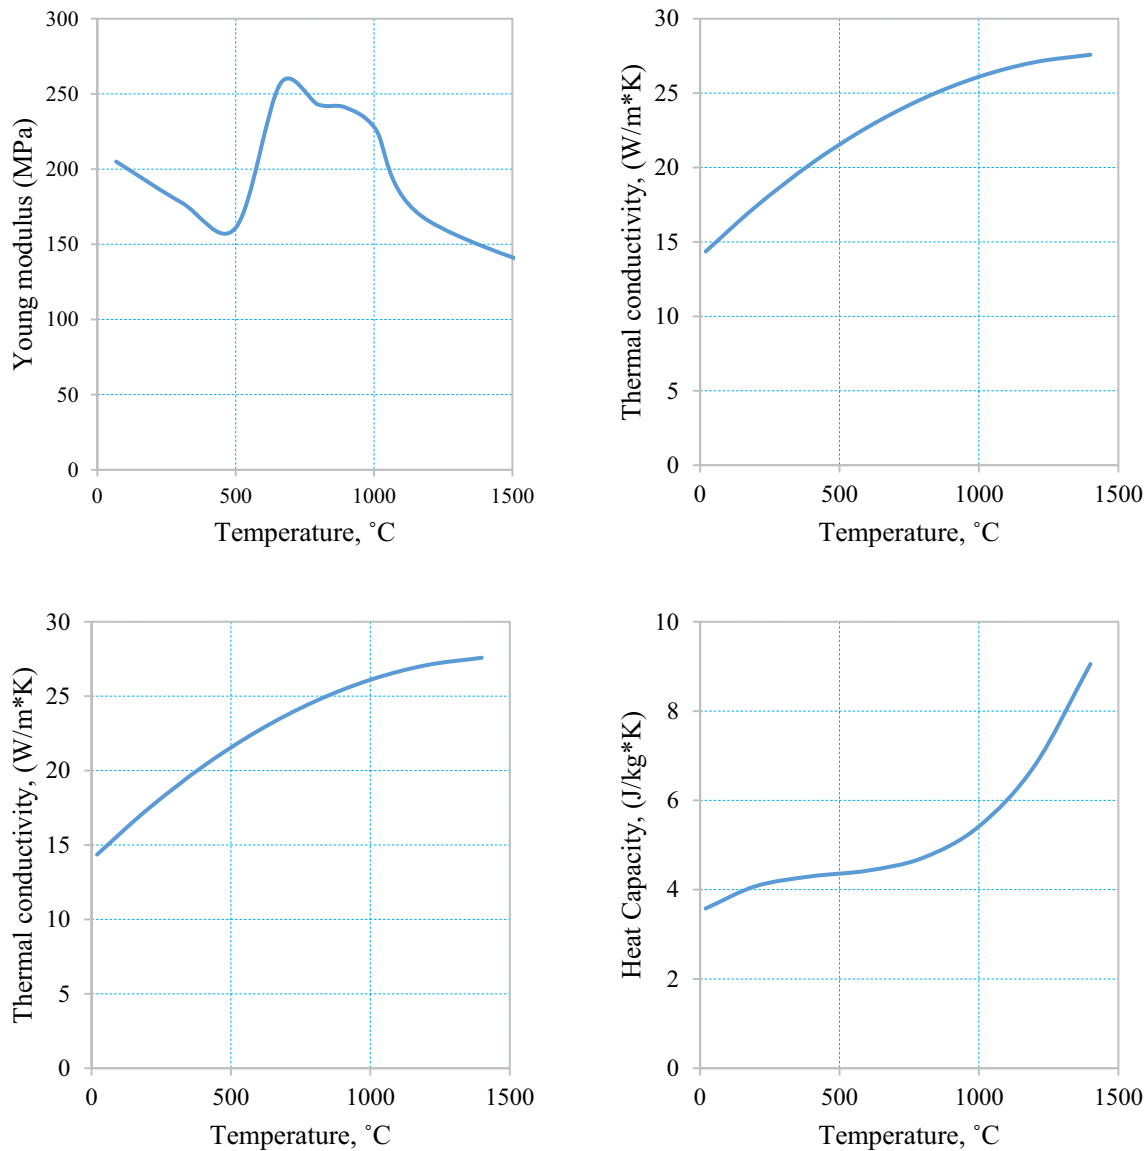 300
250
200
150
100
50
0
0 500 1000 1500
Young modulus (MPa)
Temperature, ˚C
30
25
20
15
10
5
0
0 500 1000 1500
Thermal conductivity, (W/m*K)
Temperature, ˚C
30
25
20
15
10
5
0
0 500 1000 1500
Thermal conductivity, (W/m*K)
Temperature, ˚C
10
8
6
4
2
0
0 500 1000 1500
Heat Capacity, (J/kg*K)
Temperature, ˚C